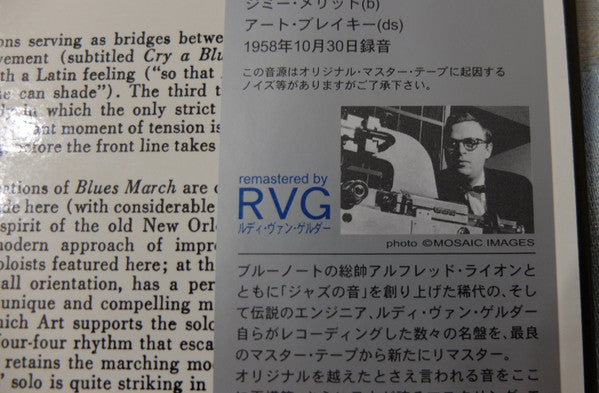 ons serving as bridges betwe
vement (subtitled Cry a Blu
th a Latin feeling ("so that
ne can shade"). The third t
in which the only strict
ant moment of tension is
efore the front line takes
ations of Blues March are
de here (with considerable
spirit of the old New Orl
modern approach of impr
oloists featured here; at th
all orientation, has a per
unique and compelling m
hich Art supports the solo
four-four rhythm that esca
retains the marching mo
' solo is quite striking in
ジミー・メリット(b)
アート・ブレイキー(ds)
1958年10月30日録音
この音源はオリジナル・マスター・テープに起因する
ノイズ等がありますがご了承下さい。
remastered by
RVG
ルディ・ヴァン・ゲルダー
photo ©MOSAIC IMAGES
ブルーノートの総帥アルフレッド・ライオンと
ともに「ジャズの音」を創り上げた稀代の、そし
て伝説のエンジニア、ルディ・ヴァン・ゲルダー
自らがレコーディングした数々の名盤を、最良
のマスター・テープから新たにリマスター。
オリジナルを越えたとさえ言われる音をここ